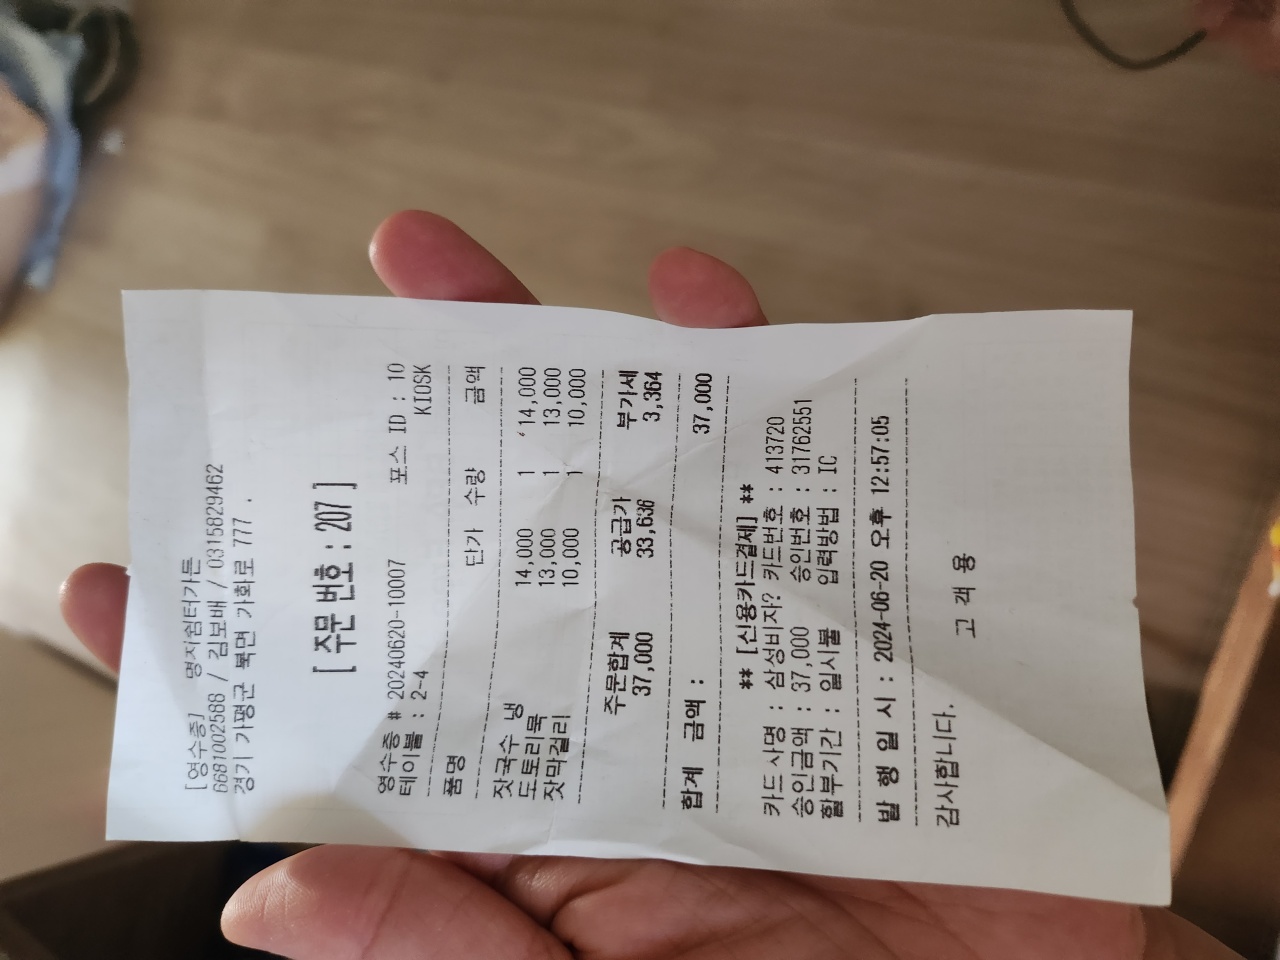 [영수증] 명지쉼터가든
6681002588 / 김보배 / 0315829462
경기 가평군 북면 가화로 777 .
[ 주문 번호 : 207 ]
영수증 # 20240620-10007 포스 ID : 10
테이블 : 2-4 KIOSK
품명 단가 수량 금액
잣국수 냉 14,000 1 14,000
도토리묵 13,000 1 13,000
잣막걸리 10,000 1 10,000
주문합계 공급가 부가세
37,000 33,636 3,364
합계 금액 : 37,000
** [신용카드결제] **
카드사명 : 삼성비자? 카드번호 : 413720
승인금액 : 37,000 승인번호 : 31762551
할부기간 : 일시불 입력방법 : IC
발 행 일 시 : 2024-06-20 오후 12:57:05
감사합니다.
고 객 용